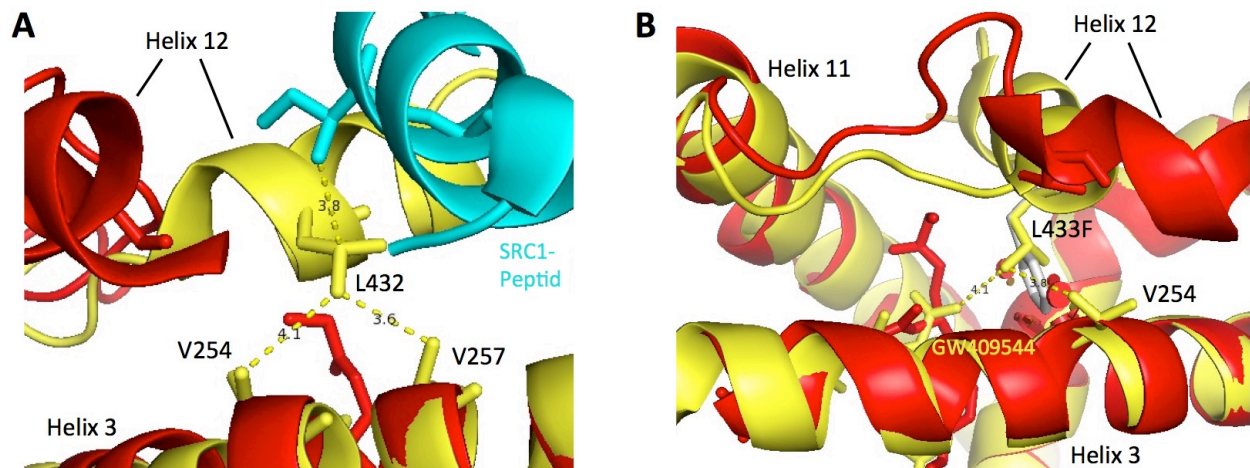 A
Helix 12
3.8
SRC1-
Peptid
L432
4.1
3.6
V254
V257
Helix 3
B
Helix 12
Helix 11
L433F
4.1
3.8
V254
GW409544
Helix 3